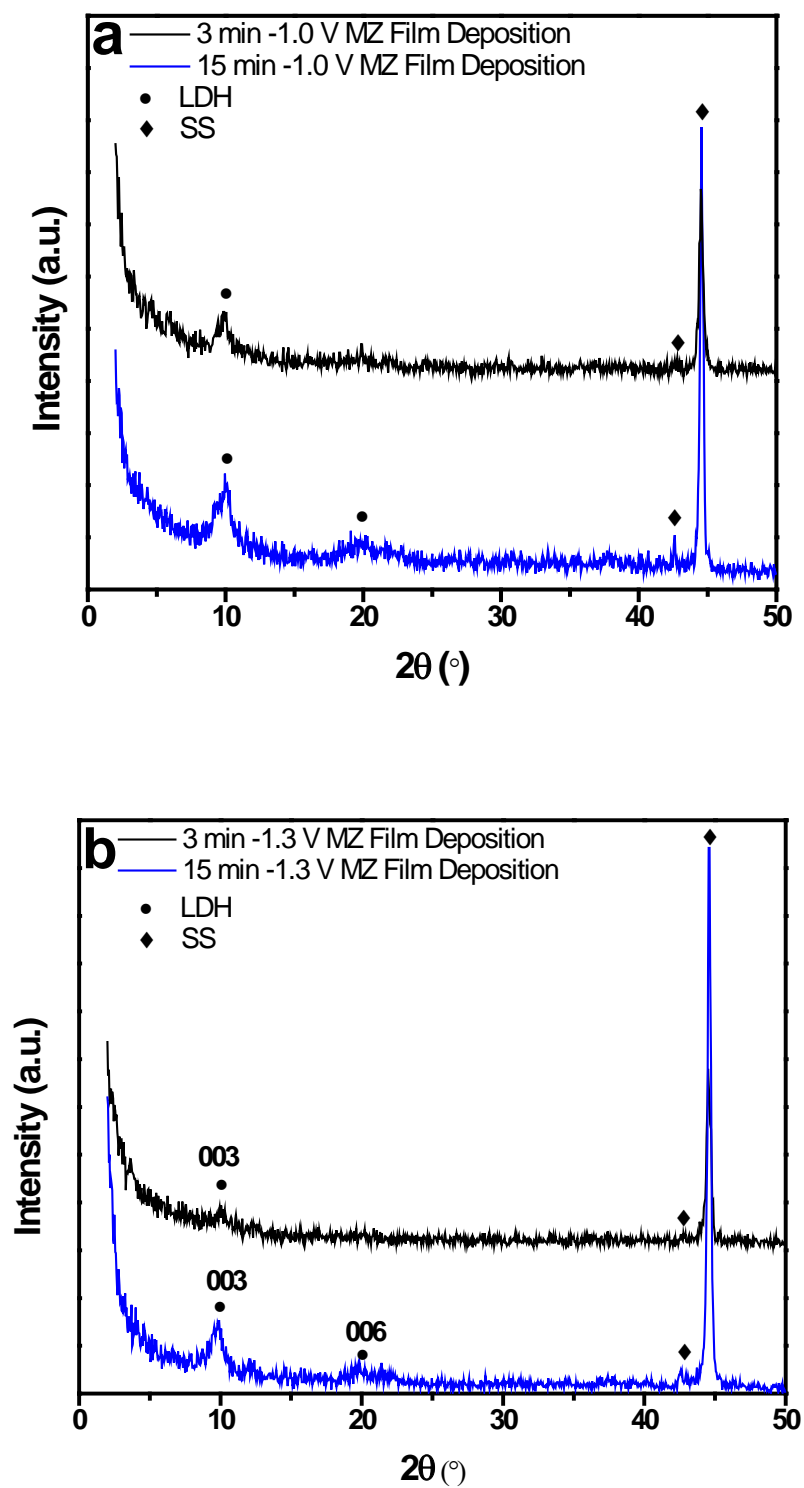 a
3 min -1.0 V MZ Film Deposition
15 min -1.0 V MZ Film Deposition
LDH
SS
Intensity (a.u.)
0 10 20 30 40 50
2θ (°)
b
3 min -1.3 V MZ Film Deposition
15 min -1.3 V MZ Film Deposition
LDH
SS
Intensity (a.u.)
003
003
006
0 10 20 30 40 50
2θ (°)